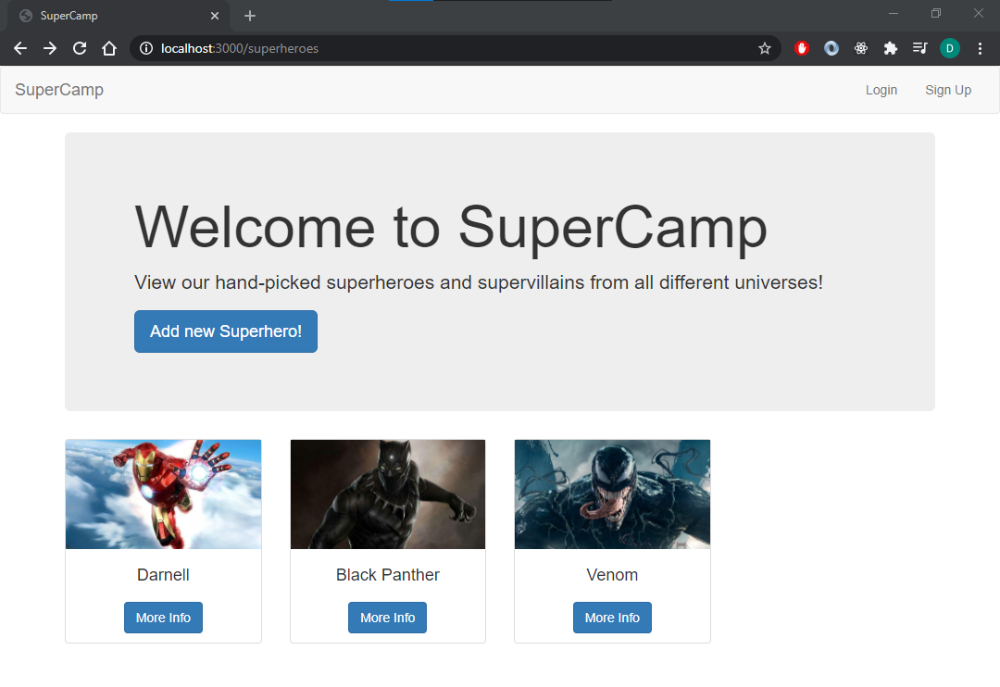 SuperCamp
localhost:3000/superheroes
D
SuperCamp
Login
Sign Up
Welcome to SuperCamp
View our hand-picked superheroes and supervillains from all different universes!
Add new Superhero!
Darnell
Black Panther
Venom
More Info
More Info
More Info